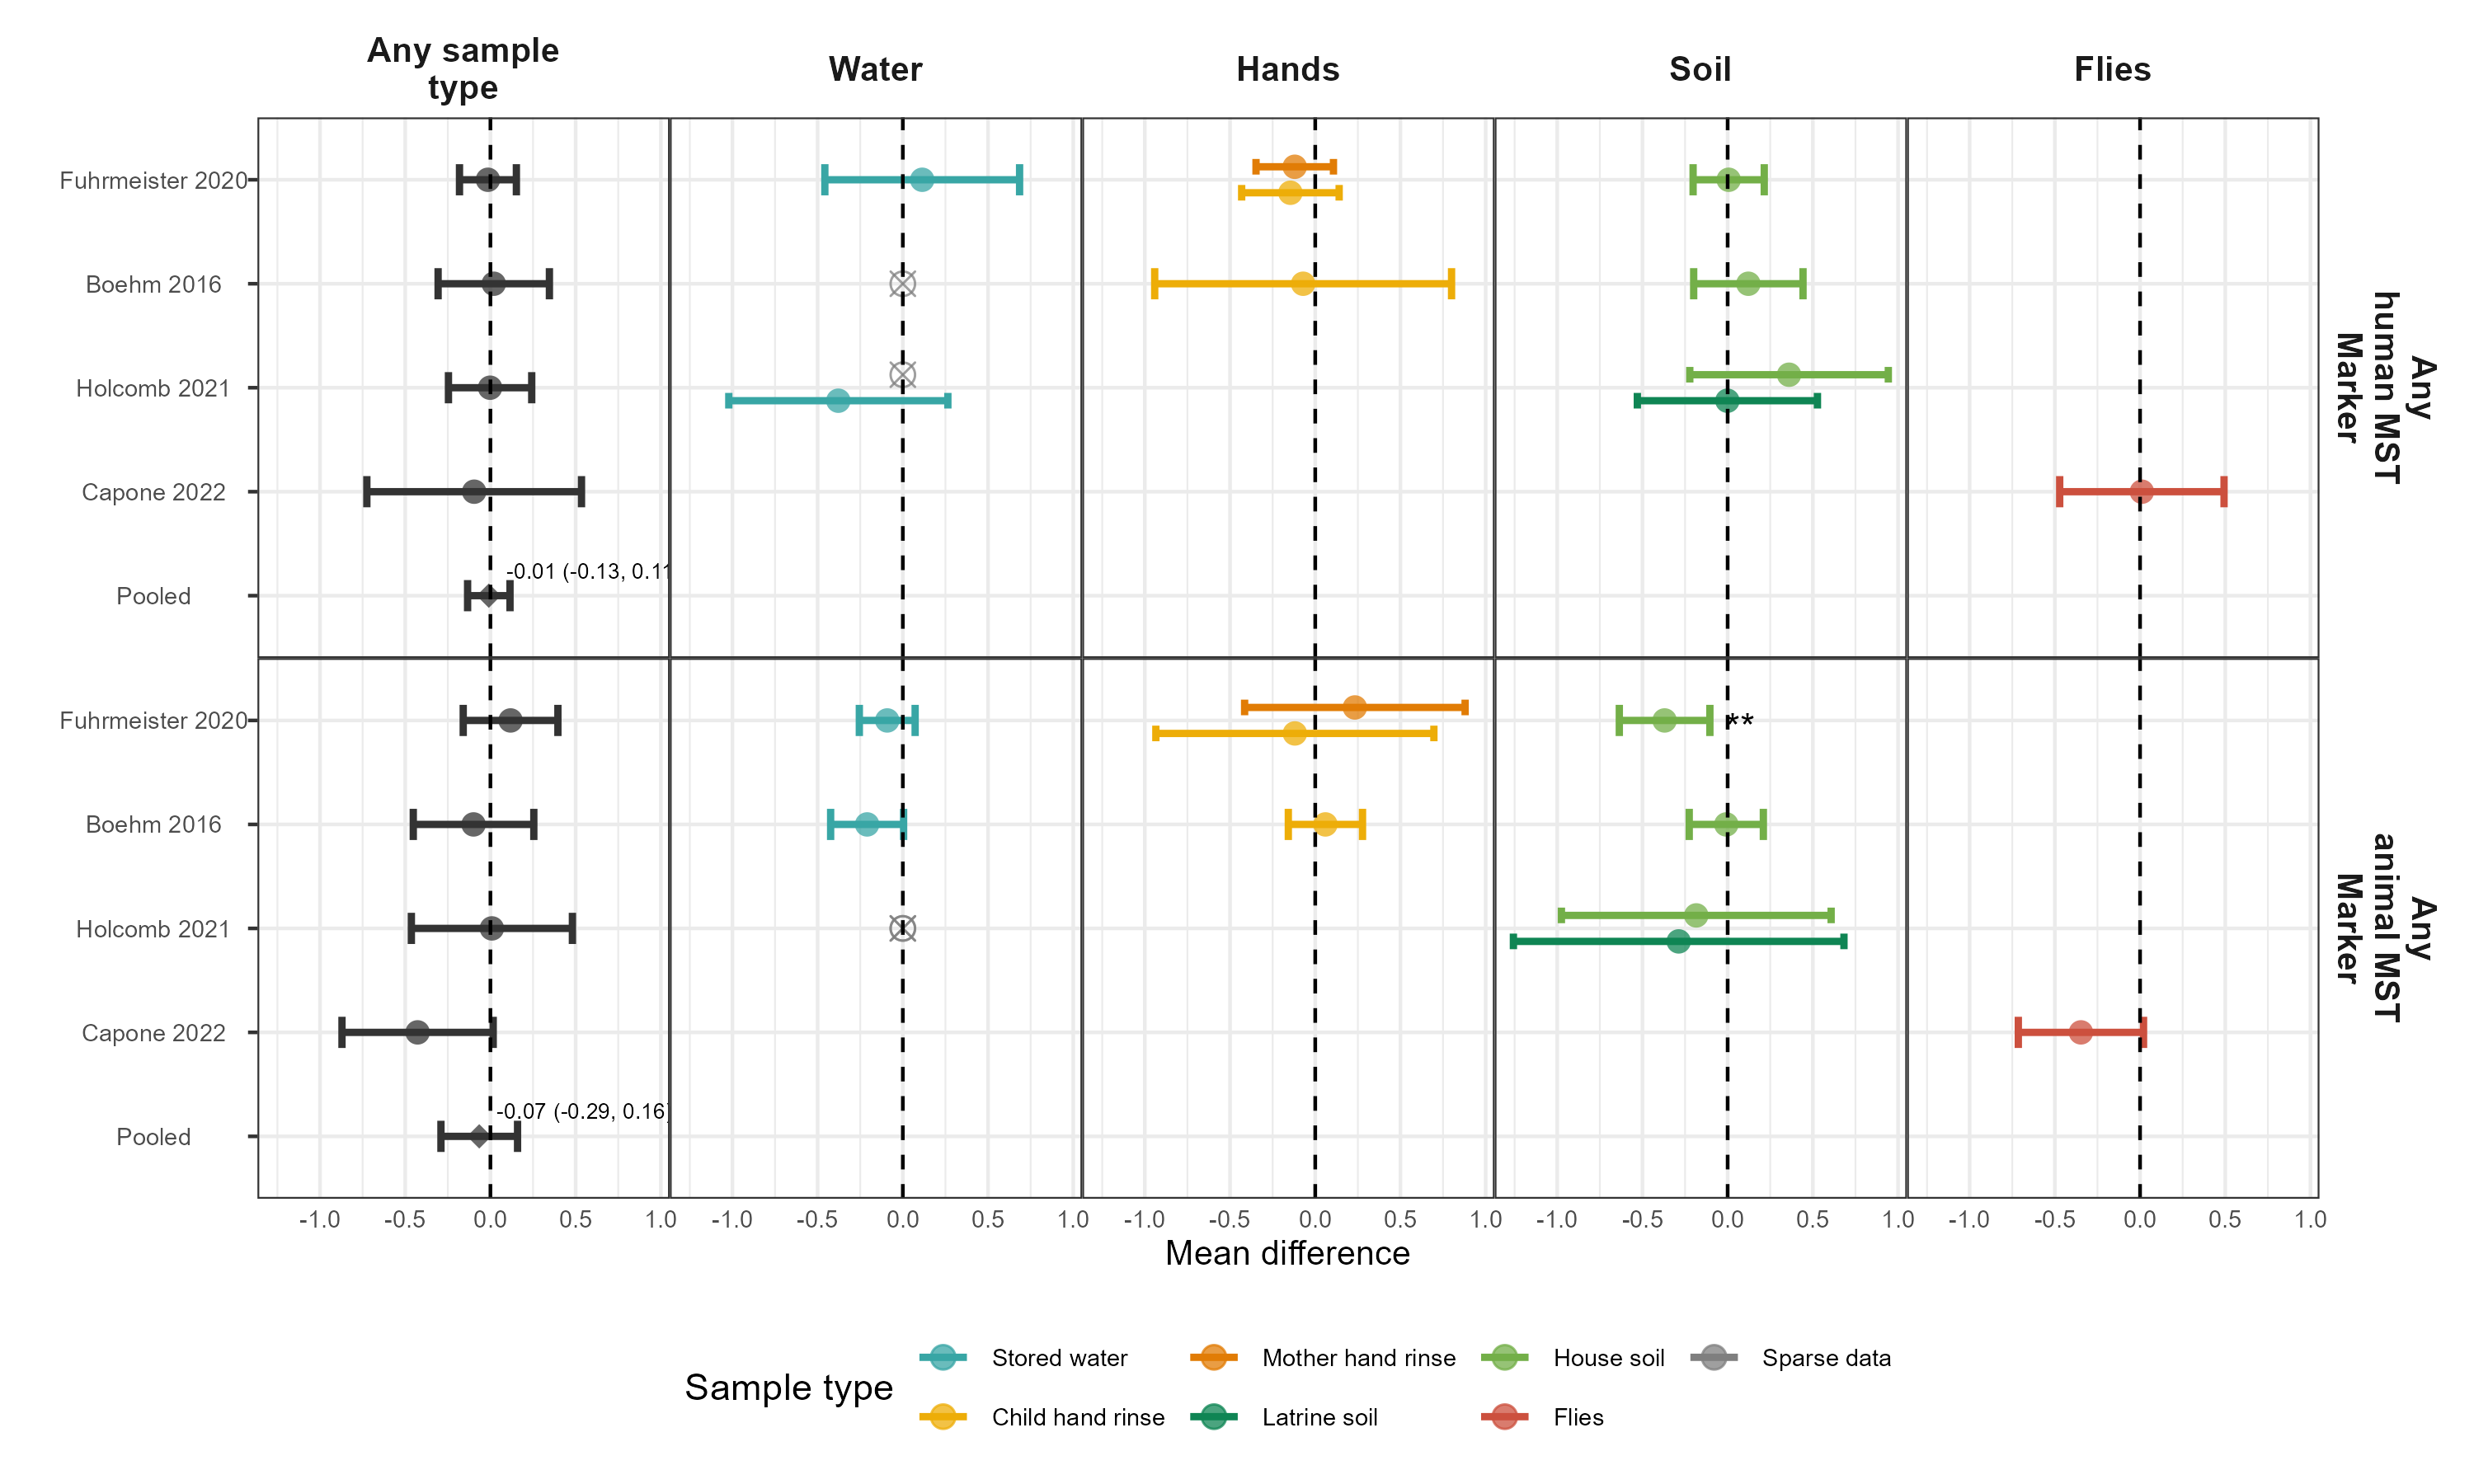 Any sample
type
Water
Hands
Soil
Flies
Fuhrmeister 2020
Boehm 2016
Holcomb 2021
Capone 2022
-0.01 (-0.13, 0.11
Pooled
Any
human MST
Marker
Fuhrmeister 2020
**
Boehm 2016
Holcomb 2021
Capone 2022
-0.07 (-0.29, 0.16)
Pooled
Any
animal MST
Marker
-1.0 -0.5 0.0 0.5 1.0 -1.0 -0.5 0.0 0.5 1.0 -1.0 -0.5 0.0 0.5 1.0 -1.0 -0.5 0.0 0.5 1.0 -1.0 -0.5 0.0 0.5 1.0
Mean difference
Sample type
Stored water
Mother hand rinse
House soil
Sparse data
Child hand rinse
Latrine soil
Flies